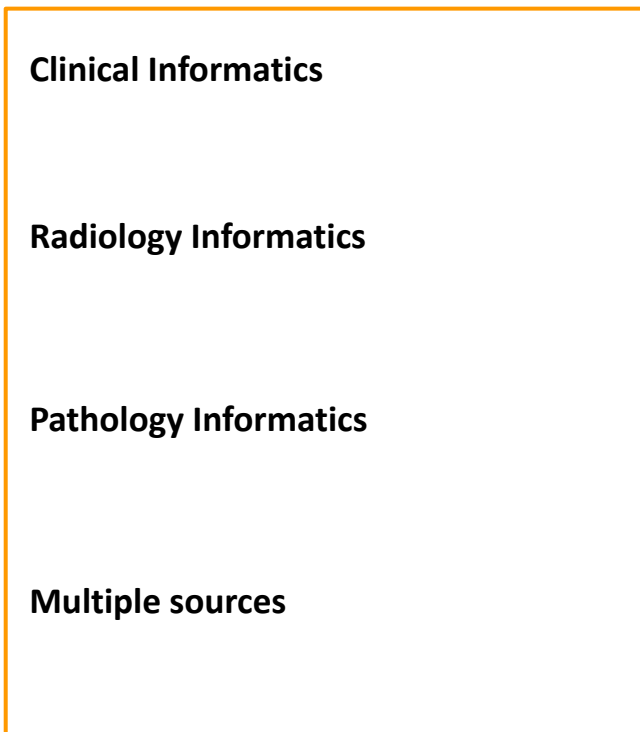 Clinical Informatics
Radiology Informatics
Pathology Informatics
Multiple sources